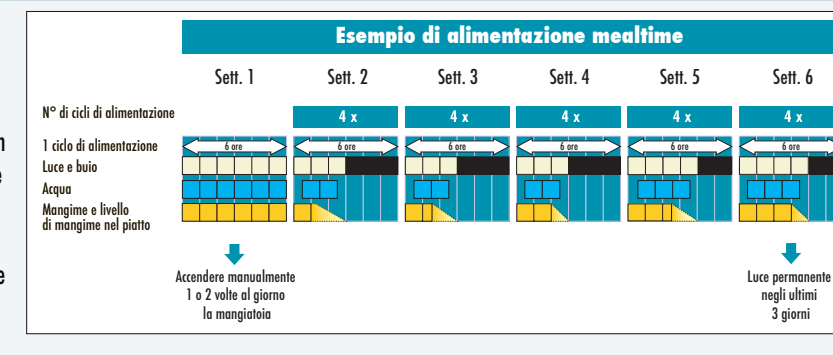 Esempio di alimentazione mealtime
Sett. 1 Sett. 2 Sett. 3 Sett. 4 Sett. 5 Sett. 6
N° di cicli di alimentazione 4 x 4 x 4 x 4 x 4 x
1 ciclo di alimentazione 6 ore 6 ore 6 ore 6 ore 6 ore 6 ore
Luce e buio
Acqua
Mangime e livello
di mangime nel piatto
Accendere manualmente
1 o 2 volte al giorno
la mangiatoia
Luce permanente
negli ultimi
3 giorni